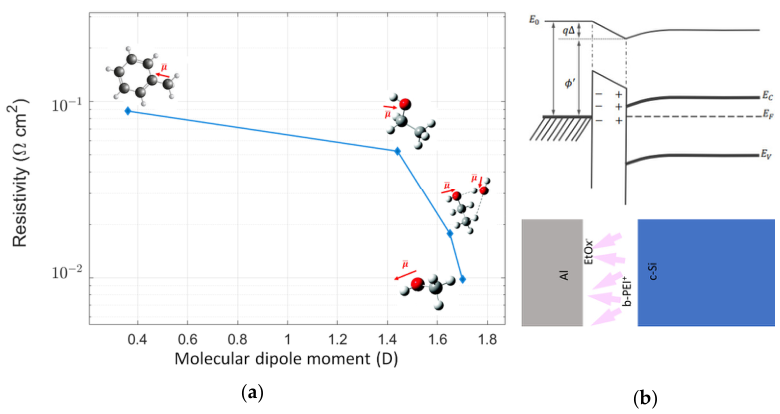 (a)
Resistivity (Ω cm²)
10⁻¹
10⁻²
0.4
0.6
0.8
1
1.2
1.4
1.6
1.8
Molecular dipole moment (D)
μ̄
μ̄
μ̄
μ̄
μ̄
(b)
E₀
qΔ
ϕ′
− +
− +
− +
E_C
E_F
E_V
Al
EtOx⁻
b-PEI⁺
c-Si
(a)
(b)